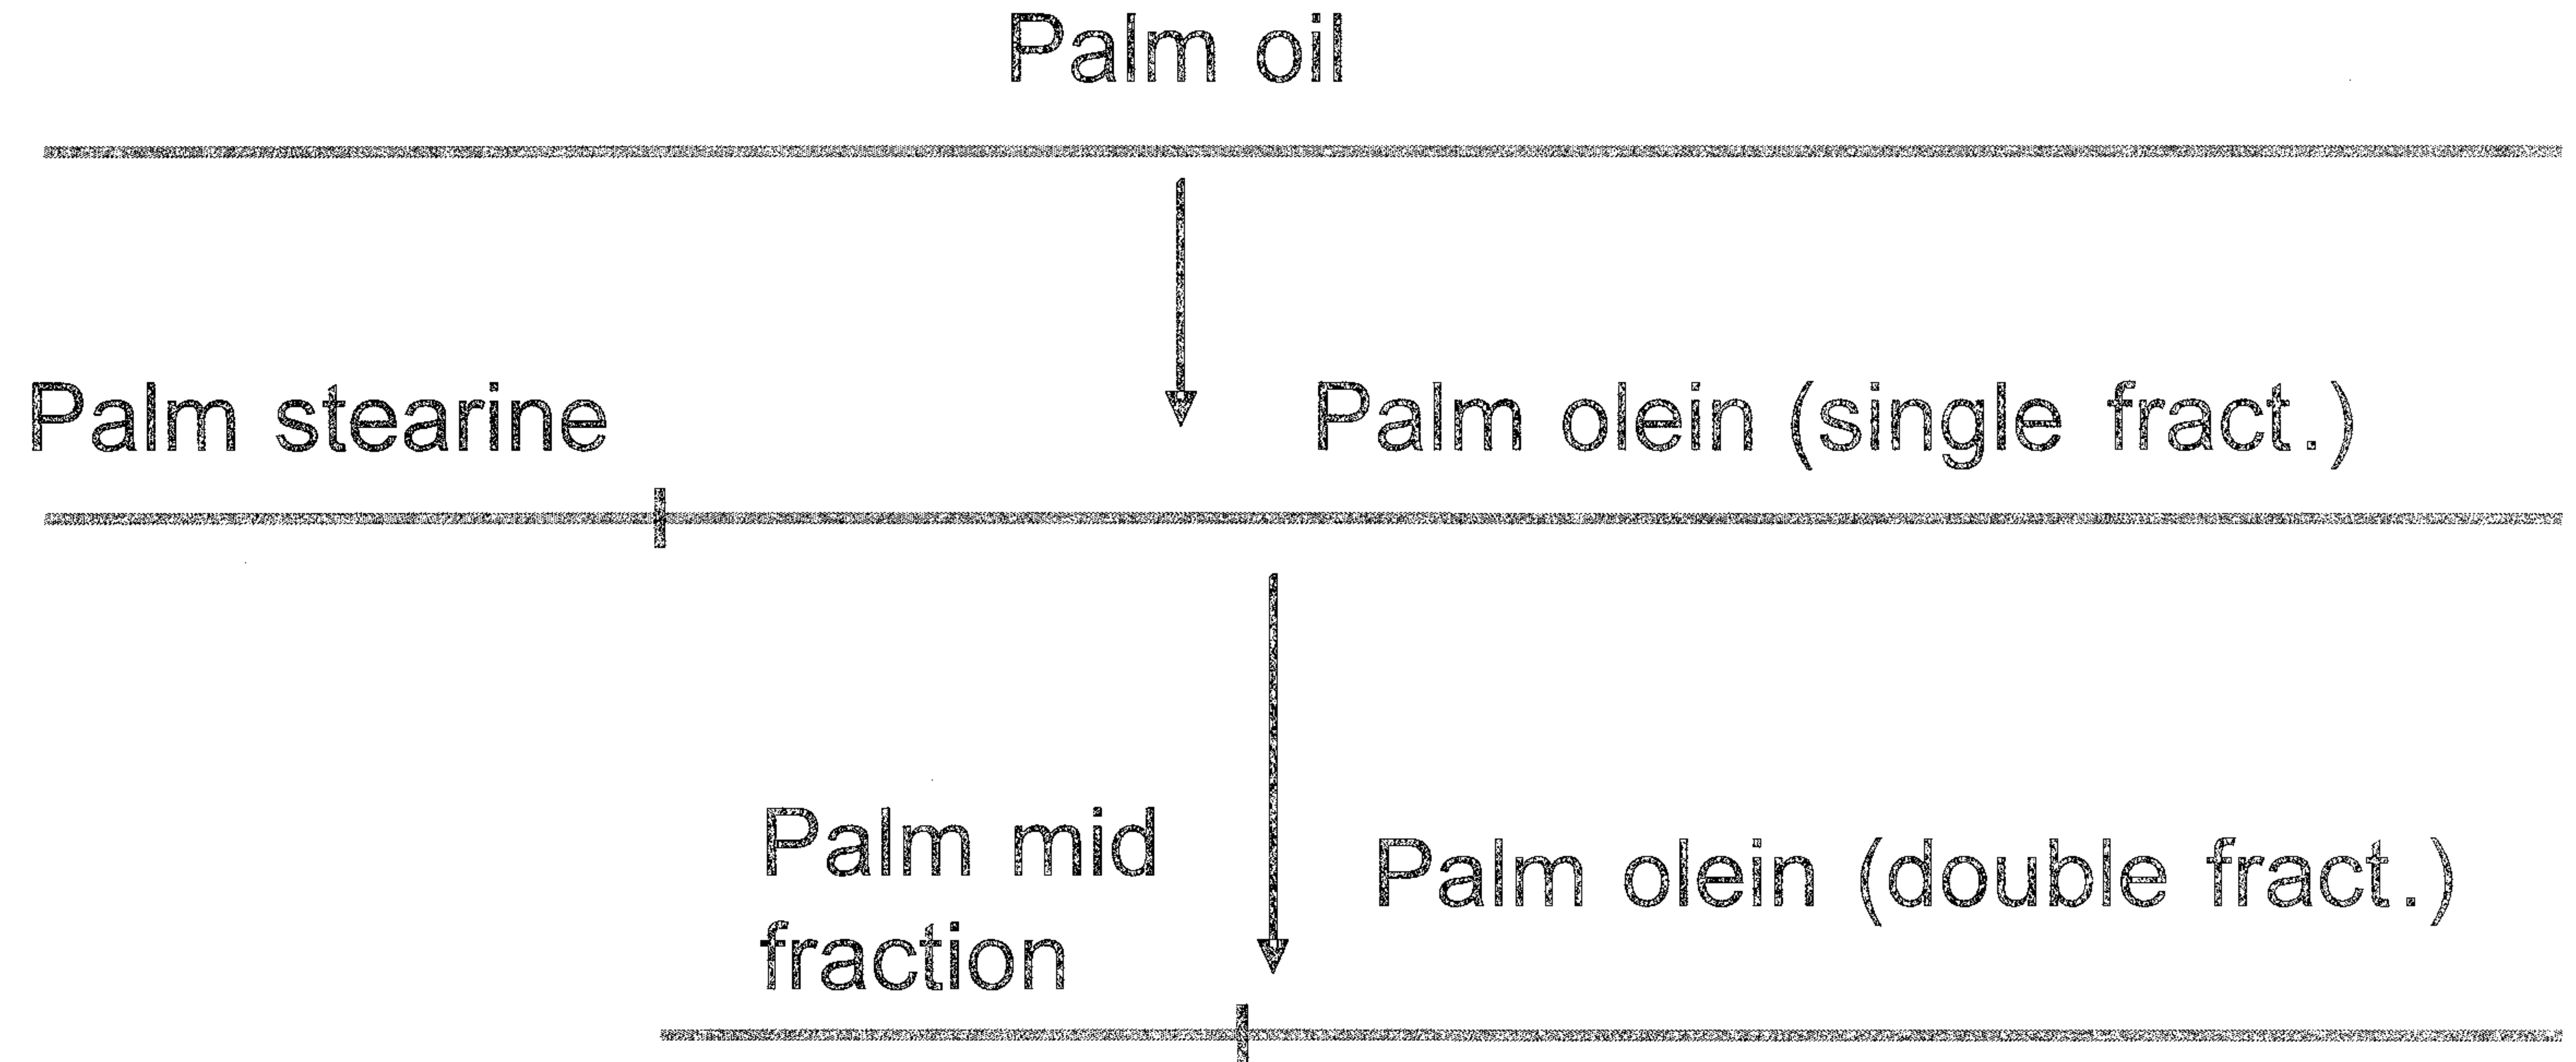 Palm oil
Palm stearine
Palm olein (single fract.)
Palm mid
fraction
Palm olein (double fract.)